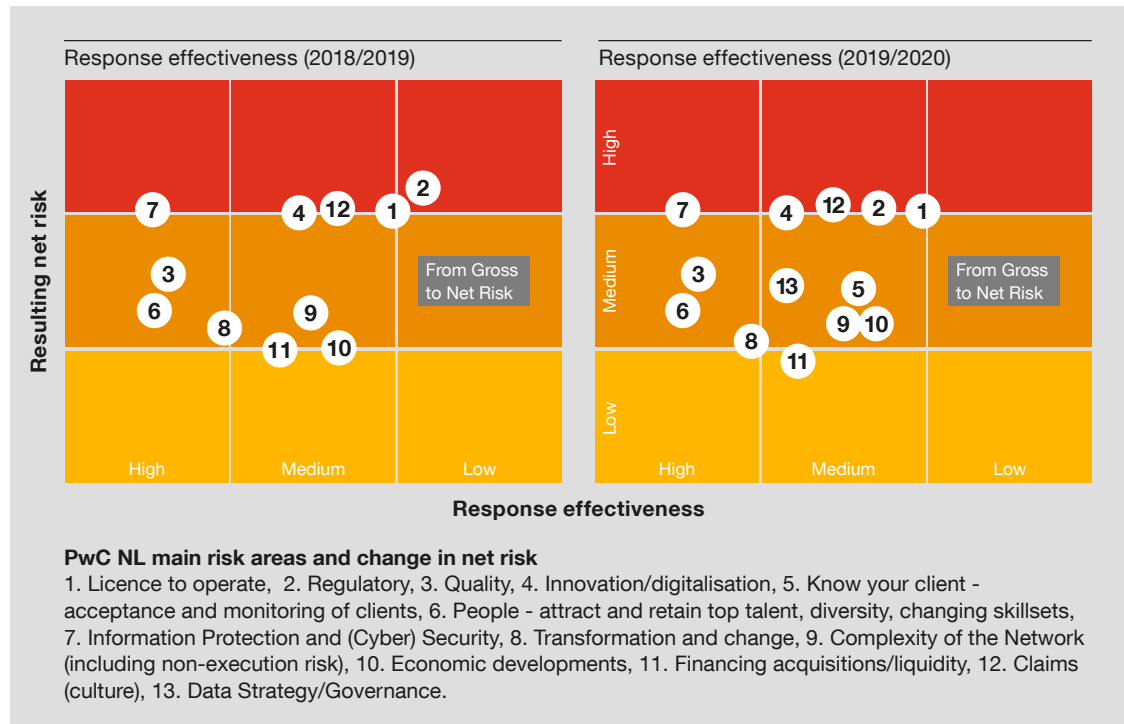 Response effectiveness (2018/2019)
Response effectiveness (2019/2020)
Resulting net risk
2
7
4
12
1
3
6
8
9
11
10
From Gross
to Net Risk
High
Medium
Low
High
Medium
Low
7
4
12
2
1
3
6
13
5
8
9
10
11
From Gross
to Net Risk
High
Medium
Low
Response effectiveness
PwC NL main risk areas and change in net risk
1. Licence to operate, 2. Regulatory, 3. Quality, 4. Innovation/digitalisation, 5. Know your client -
acceptance and monitoring of clients, 6. People - attract and retain top talent, diversity, changing skillsets,
7. Information Protection and (Cyber) Security, 8. Transformation and change, 9. Complexity of the Network
(including non-execution risk), 10. Economic developments, 11. Financing acquisitions/liquidity, 12. Claims
(culture), 13. Data Strategy/Governance.